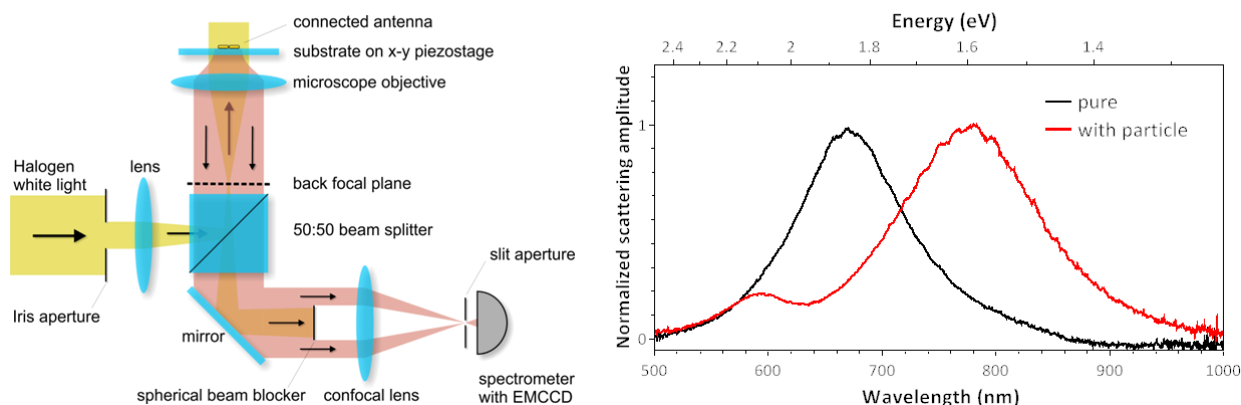 connected antenna
substrate on x-y piezostage
microscope objective
Halogen
white light
lens
back focal plane
50:50 beam splitter
slit aperture
Iris aperture
mirror
spherical beam blocker
confocal lens
spectrometer
with EMCCD
Energy (eV)
2.4 2.2 2 1.8 1.6 1.4
Normalized scattering amplitude
1
0
pure
with particle
500 600 700 800 900 1000
Wavelength (nm)